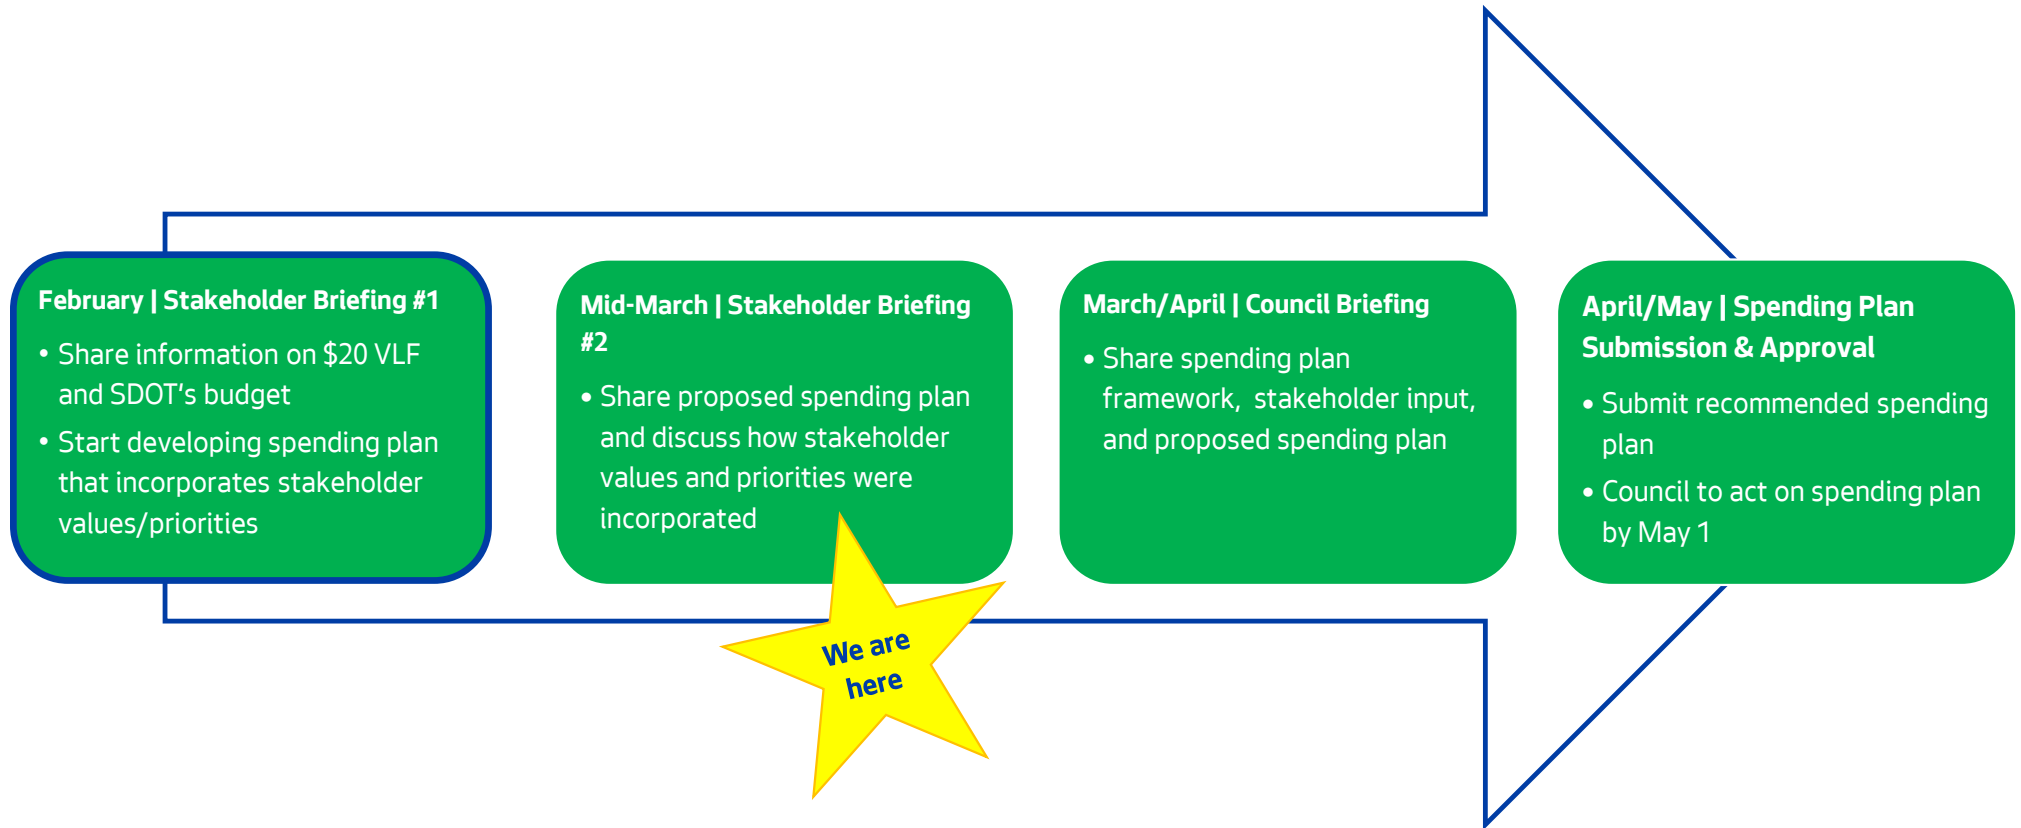 February | Stakeholder Briefing #1
• Share information on $20 VLF
and SDOT's budget
• Start developing spending plan
that incorporates stakeholder
values/priorities
Mid-March | Stakeholder Briefing
#2
• Share proposed spending plan
and discuss how stakeholder
values and priorities were
incorporated
We are
here
March/April | Council Briefing
• Share spending plan
framework, stakeholder input,
and proposed spending plan
April/May | Spending Plan
Submission & Approval
• Submit recommended spending
plan
• Council to act on spending plan
by May 1